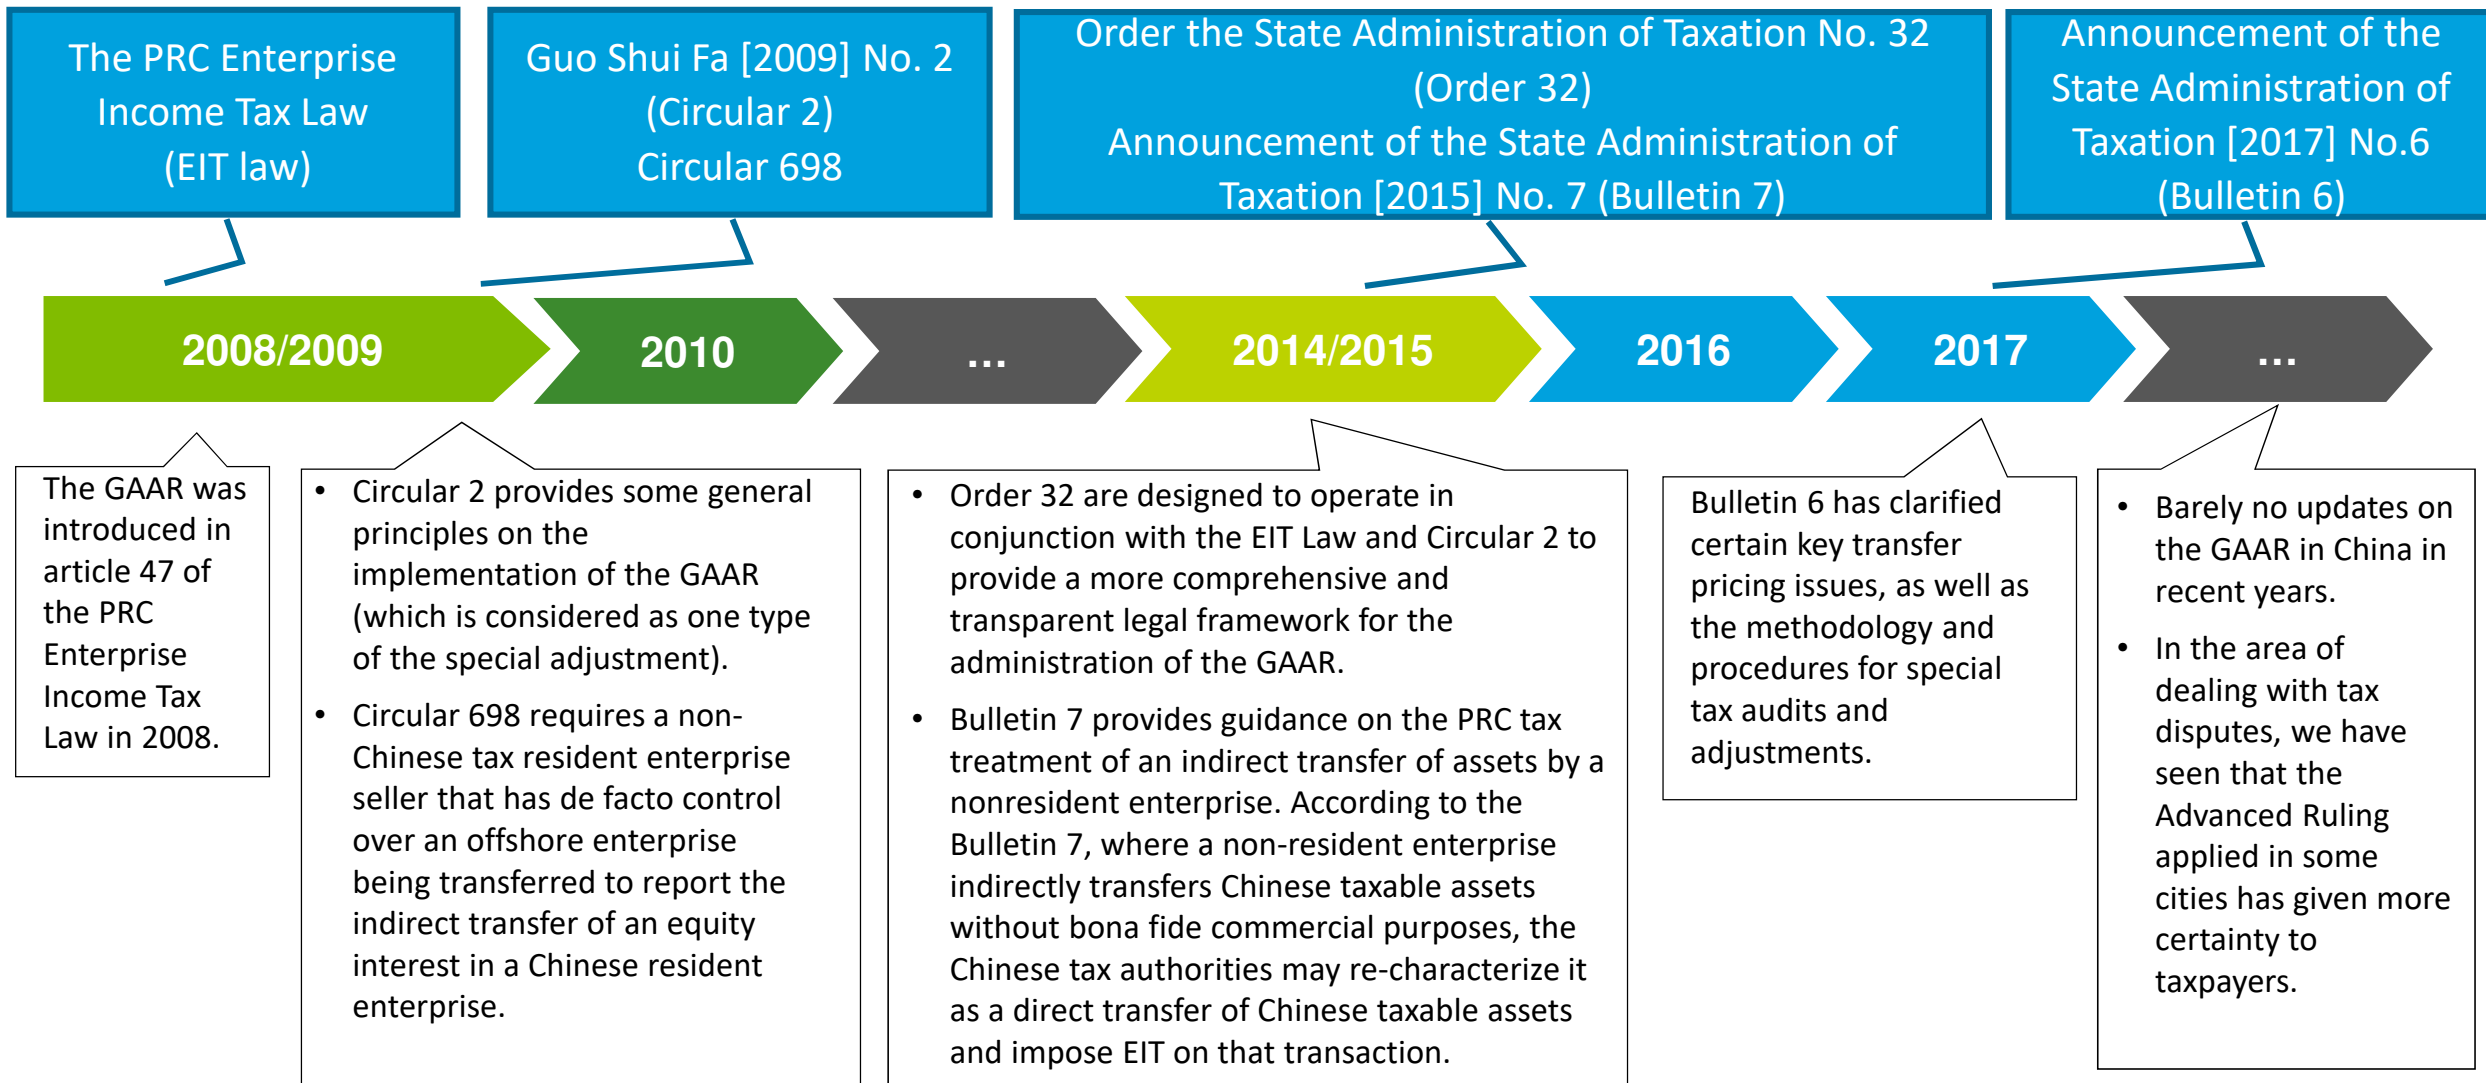 The PRC Enterprise
Income Tax Law
(EIT law)
Guo Shui Fa [2009] No. 2
(Circular 2)
Circular 698
Order the State Administration of Taxation No. 32
(Order 32)
Announcement of the State Administration of
Taxation [2015] No. 7 (Bulletin 7)
Announcement of the
State Administration of
Taxation [2017] No.6
(Bulletin 6)
2008/2009
2010
...
2014/2015
2016
2017
...
The GAAR was
introduced in
article 47 of
the PRC
Enterprise
Income Tax
Law in 2008.
• Circular 2 provides some general
principles on the
implementation of the GAAR
(which is considered as one type
of the special adjustment).
• Circular 698 requires a non-
Chinese tax resident enterprise
seller that has de facto control
over an offshore enterprise
being transferred to report the
indirect transfer of an equity
interest in a Chinese resident
enterprise.
• Order 32 are designed to operate in
conjunction with the EIT Law and Circular 2 to
provide a more comprehensive and
transparent legal framework for the
administration of the GAAR.
• Bulletin 7 provides guidance on the PRC tax
treatment of an indirect transfer of assets by a
nonresident enterprise. According to the
Bulletin 7, where a non-resident enterprise
indirectly transfers Chinese taxable assets
without bona fide commercial purposes, the
Chinese tax authorities may re-characterize it
as a direct transfer of Chinese taxable assets
and impose EIT on that transaction.
Bulletin 6 has clarified
certain key transfer
pricing issues, as well as
the methodology and
procedures for special
tax audits and
adjustments.
• Barely no updates on
the GAAR in China in
recent years.
• In the area of
dealing with tax
disputes, we have
seen that the
Advanced Ruling
applied in some
cities has given more
certainty to
taxpayers.